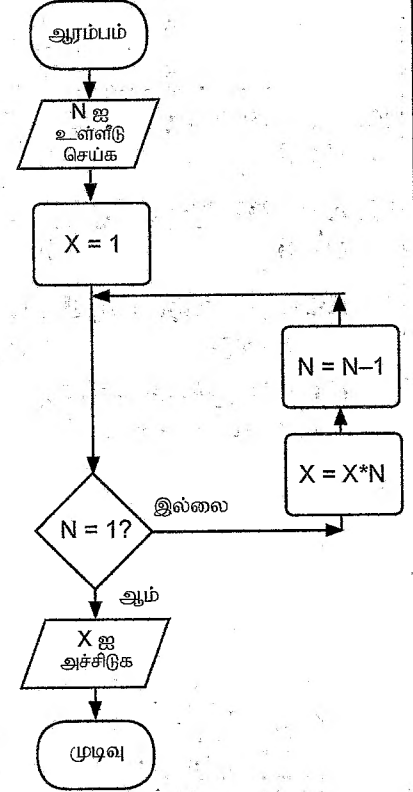 ஆரம்பம்
N ஐ
உள்ளீடு
செய்க
X = 1
N = N–1
X = X*N
இல்லை
N = 1?
ஆம்
X ஐ
அச்சிடுக
முடிவு